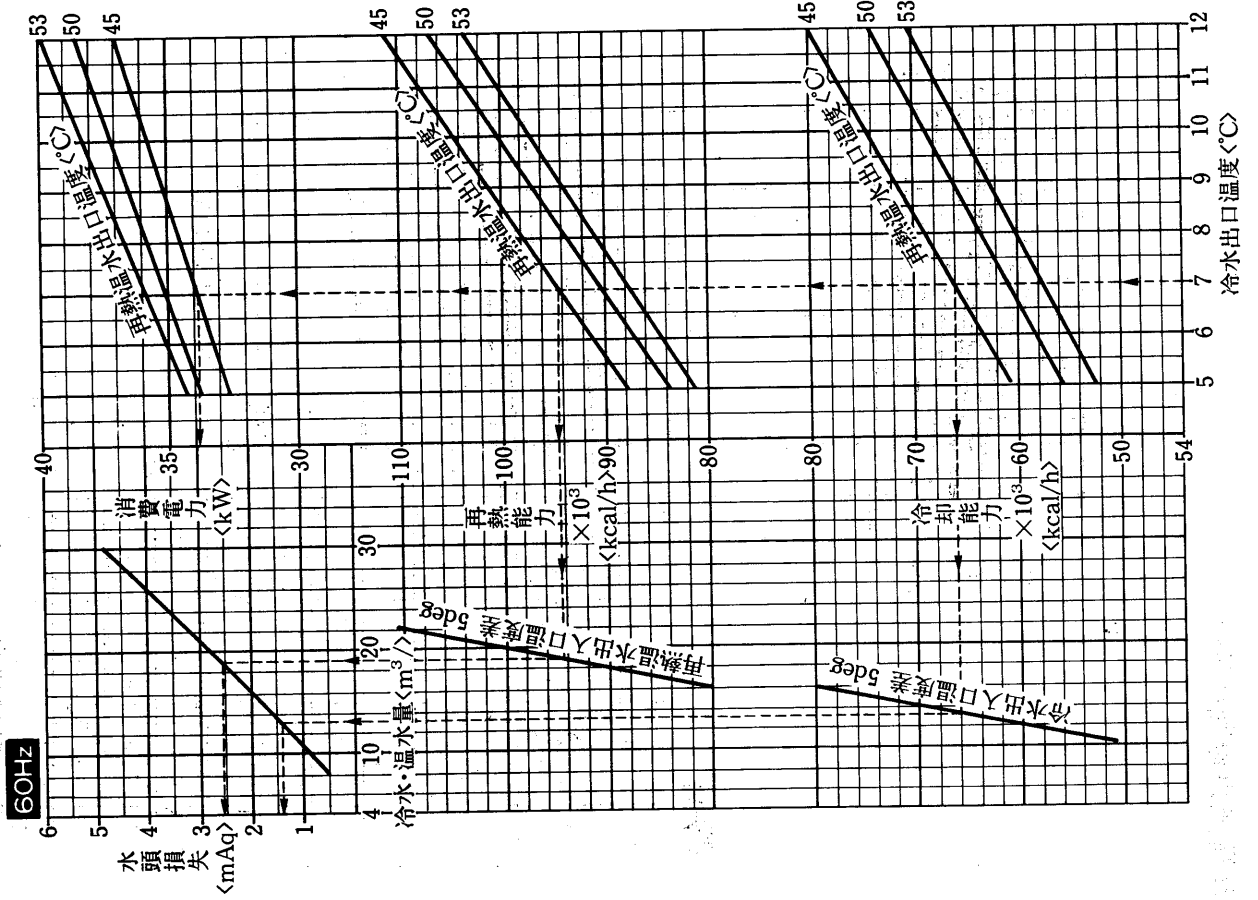 60Hz
6
5
4
3
2
1
水頭損失
〈mAq〉
40
35
30
消費電力
〈kW〉
53
50
45
再熱温水出口温度〈℃〉
4
10
20
30
冷水・温水量〈m³/〉
110
100
90
80
再熱能力
×10³
〈kcal/h〉
45
50
53
再熱温水出口温度〈℃〉
再熱温水出入口温度差 5deg
80
70
60
50
54
冷却能力
×10³
〈kcal/h〉
45
50
53
再熱温水出口温度〈℃〉
冷水出入口温度差 5deg
5
6
7
8
9
10
11
12
冷水出口温度〈℃〉